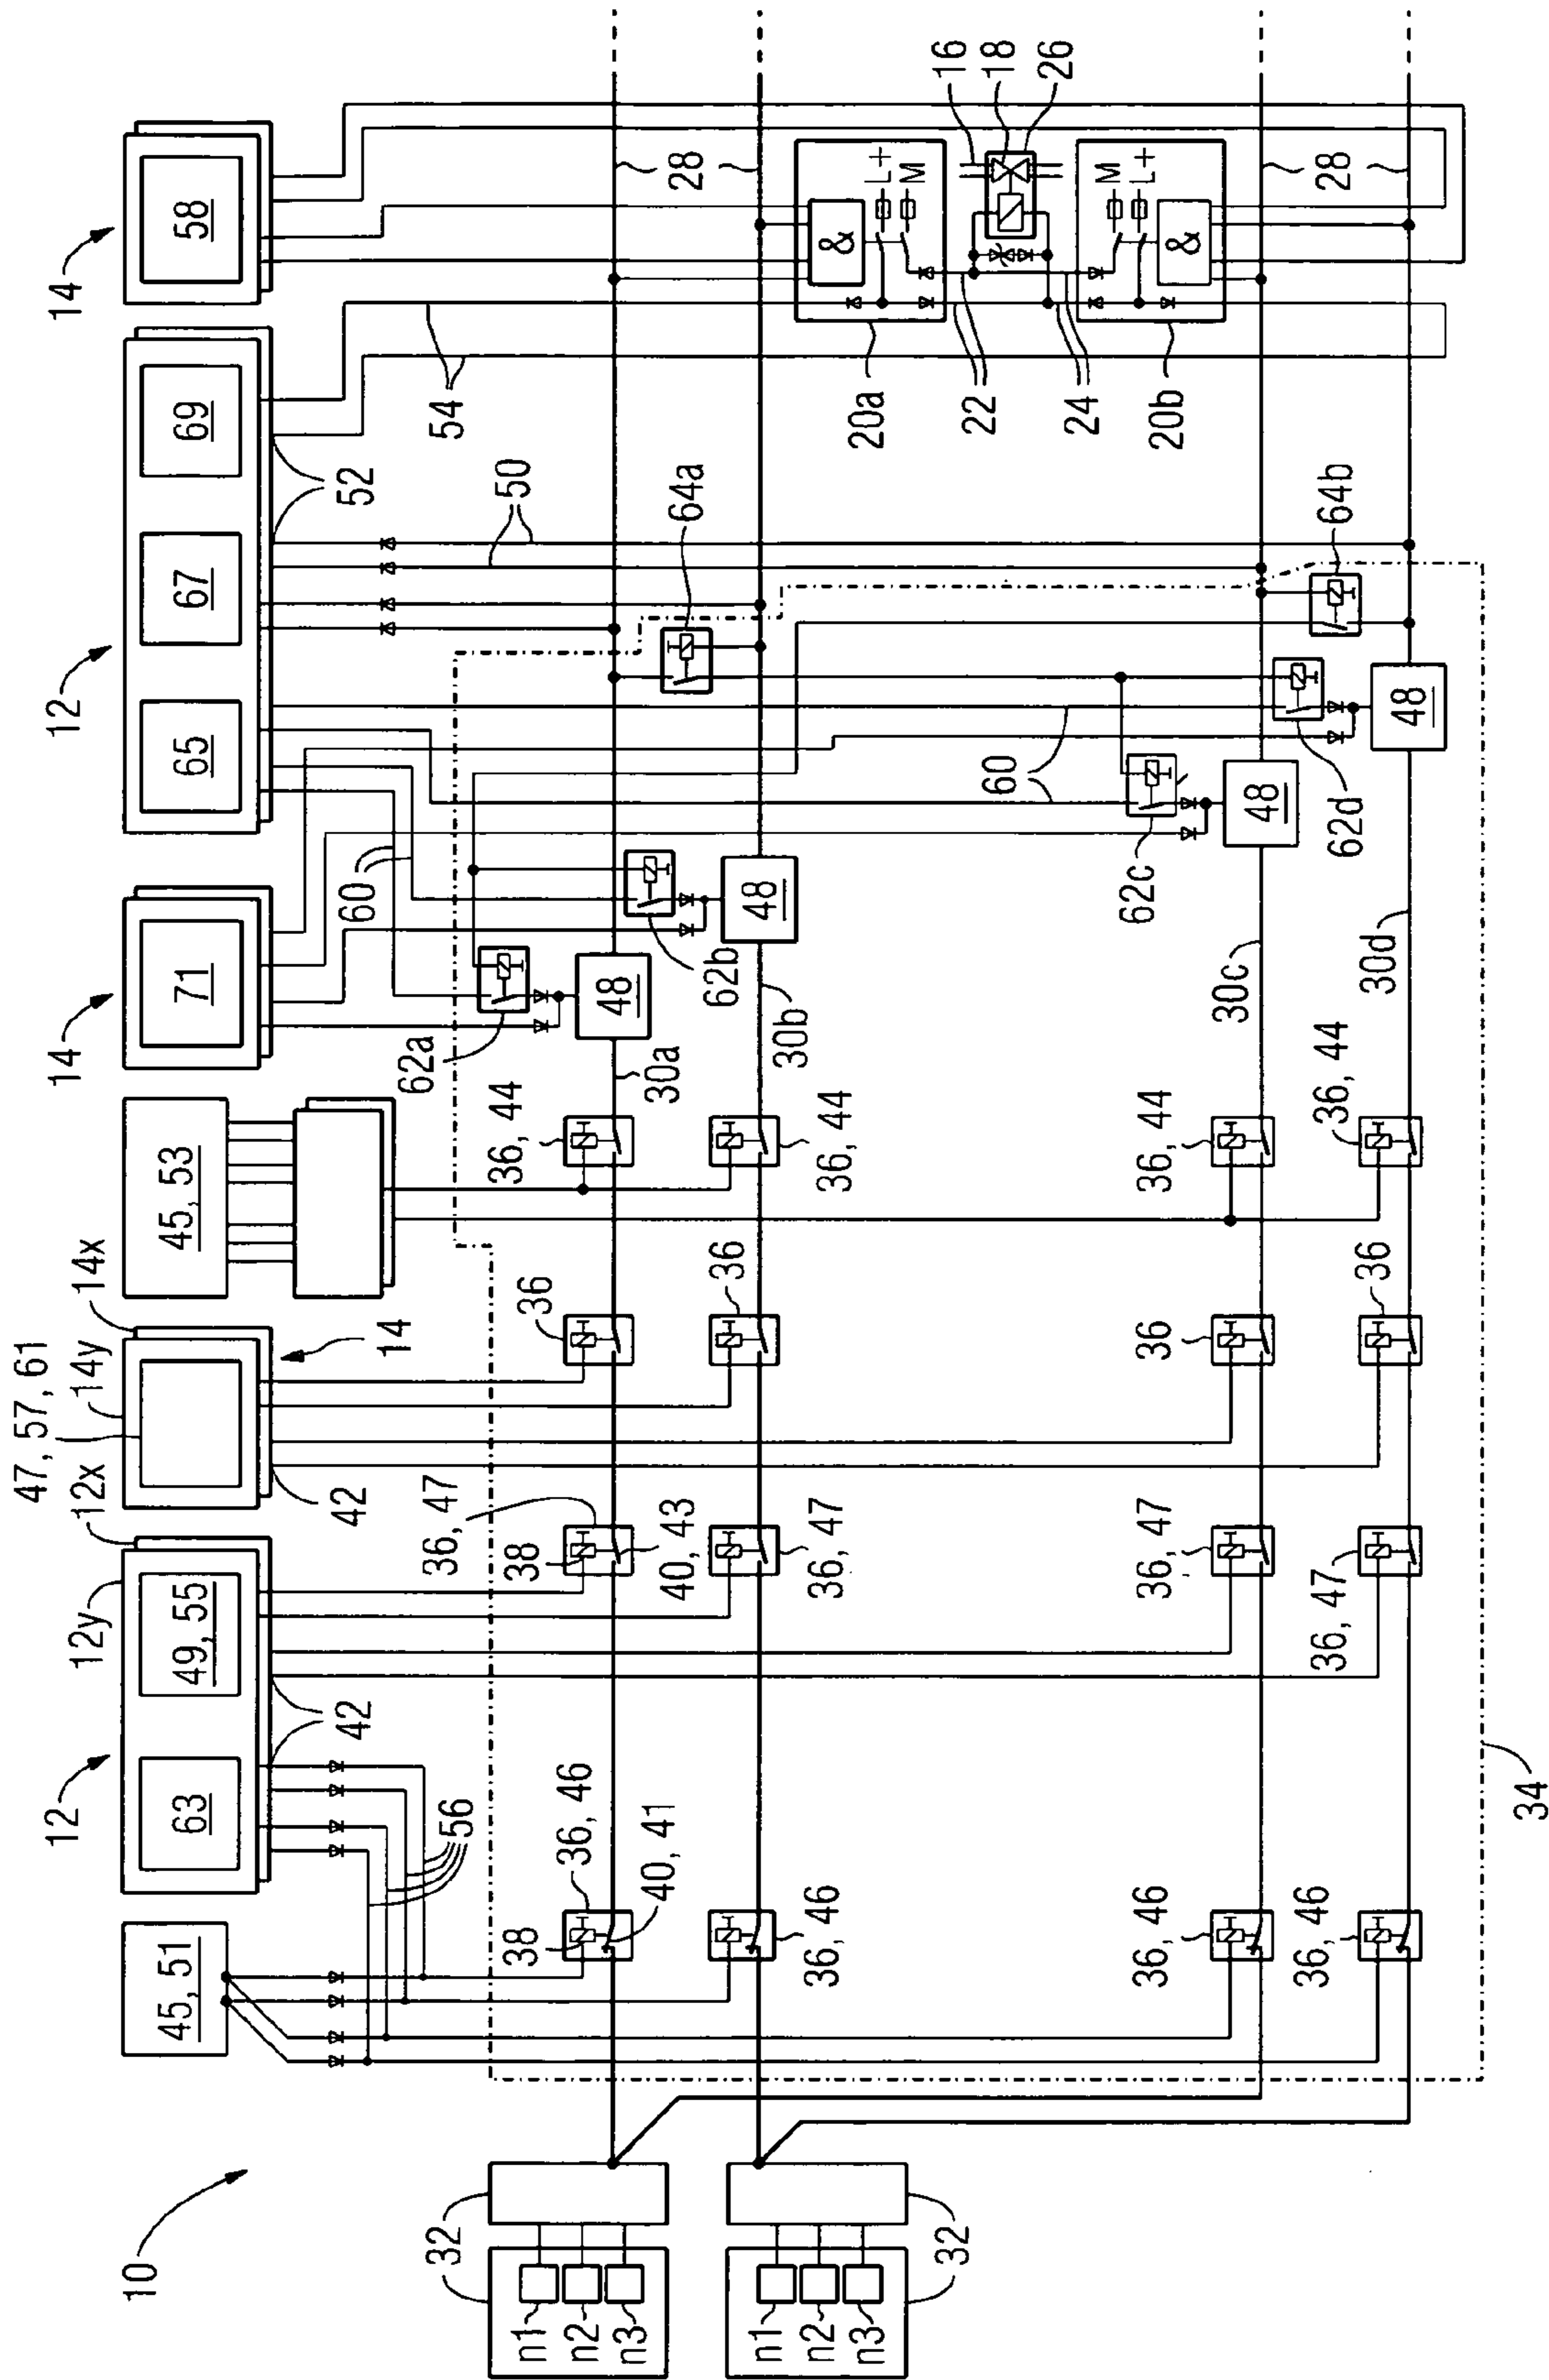 47, 57, 61
12
14
12
14
12y
12x
14y
14x
10
45, 51
63
49, 55
45, 53
71
65
67
69
58
42
42
60
52
14
62a
32
56
36, 47
54
38
38
36, 44
50
n1
36
n2
36, 46
n3
48
40, 41
30a
40, 43
64a
28
36
62b
n1
48
30b
n2
36, 46
36, 47
36, 44
n3
&
L+
20a
M
32
16
18
26
22
60
24
M
36, 46
36, 47
36
36, 44
62c
L+
20b
&
30c
48
36, 46
36, 47
36, 44
62d
64b
28
36
30d
48
34